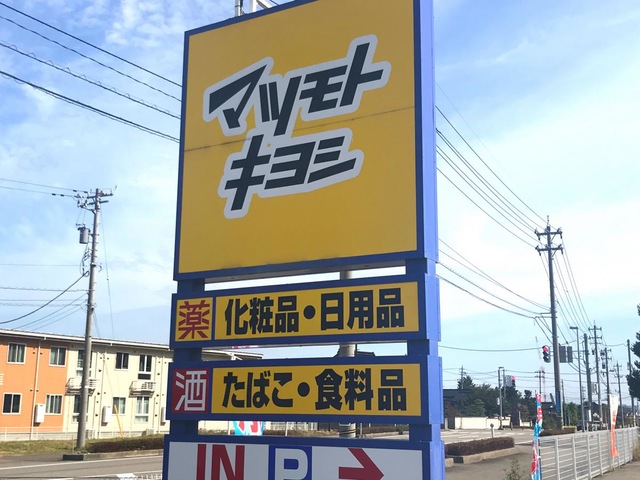 マツモト
キヨシ
薬 化粧品・日用品
酒 たばこ・食料品
IN P